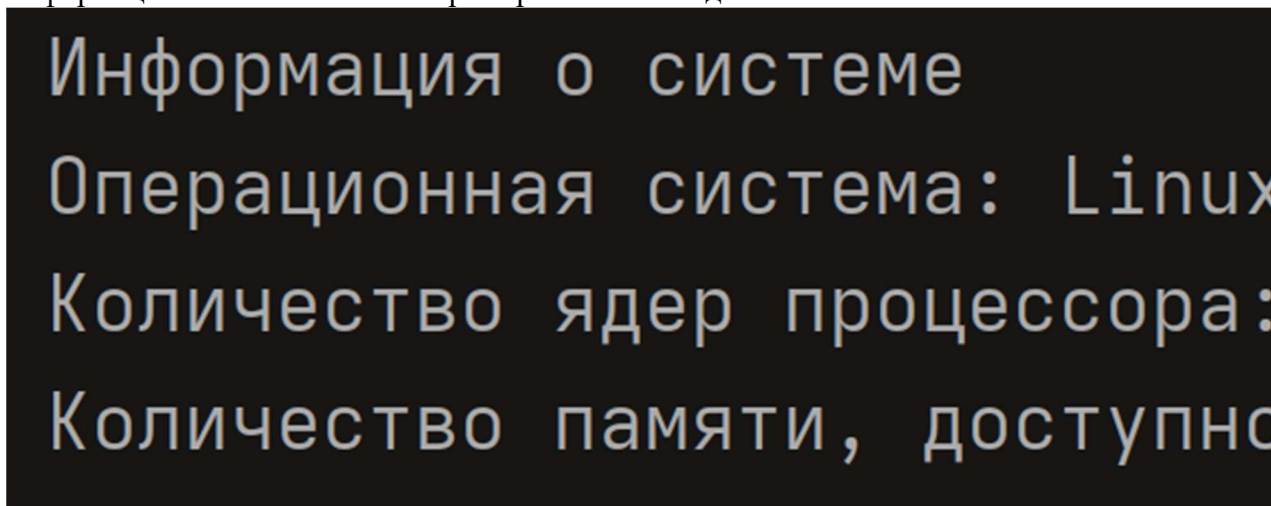 Информация о системе
Операционная система: Linux
Количество ядер процессора:
Количество памяти,